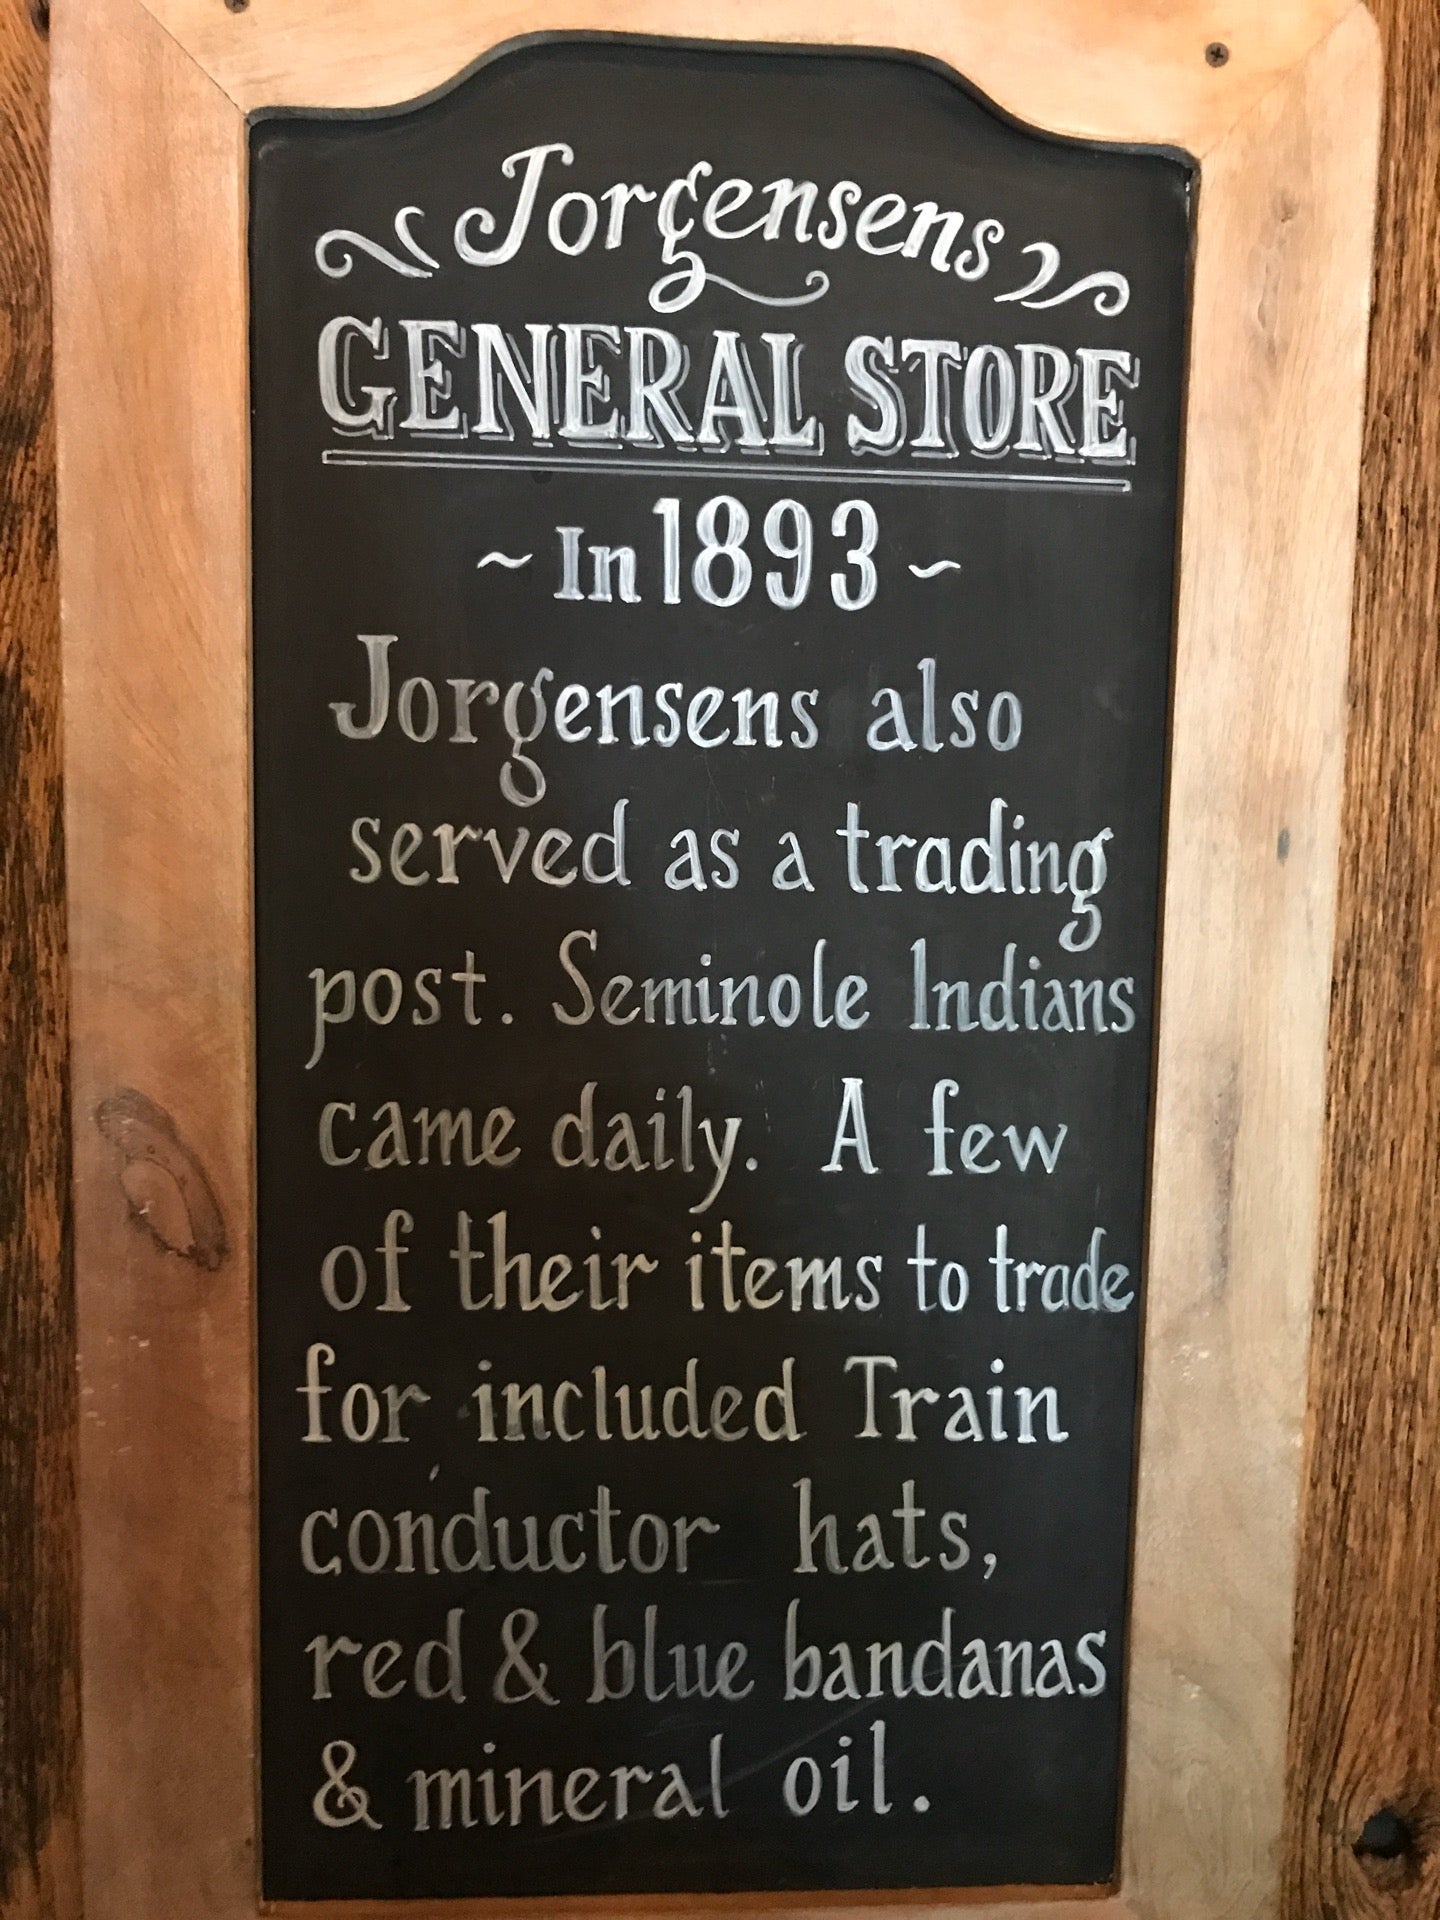 Jorgensens
GENERAL STORE
~ In 1893 ~
Jorgensens also
served as a trading
post. Seminole Indians
came daily. A few
of their items to trade
for included Train
conductor hats,
red & blue bandanas
& mineral oil.